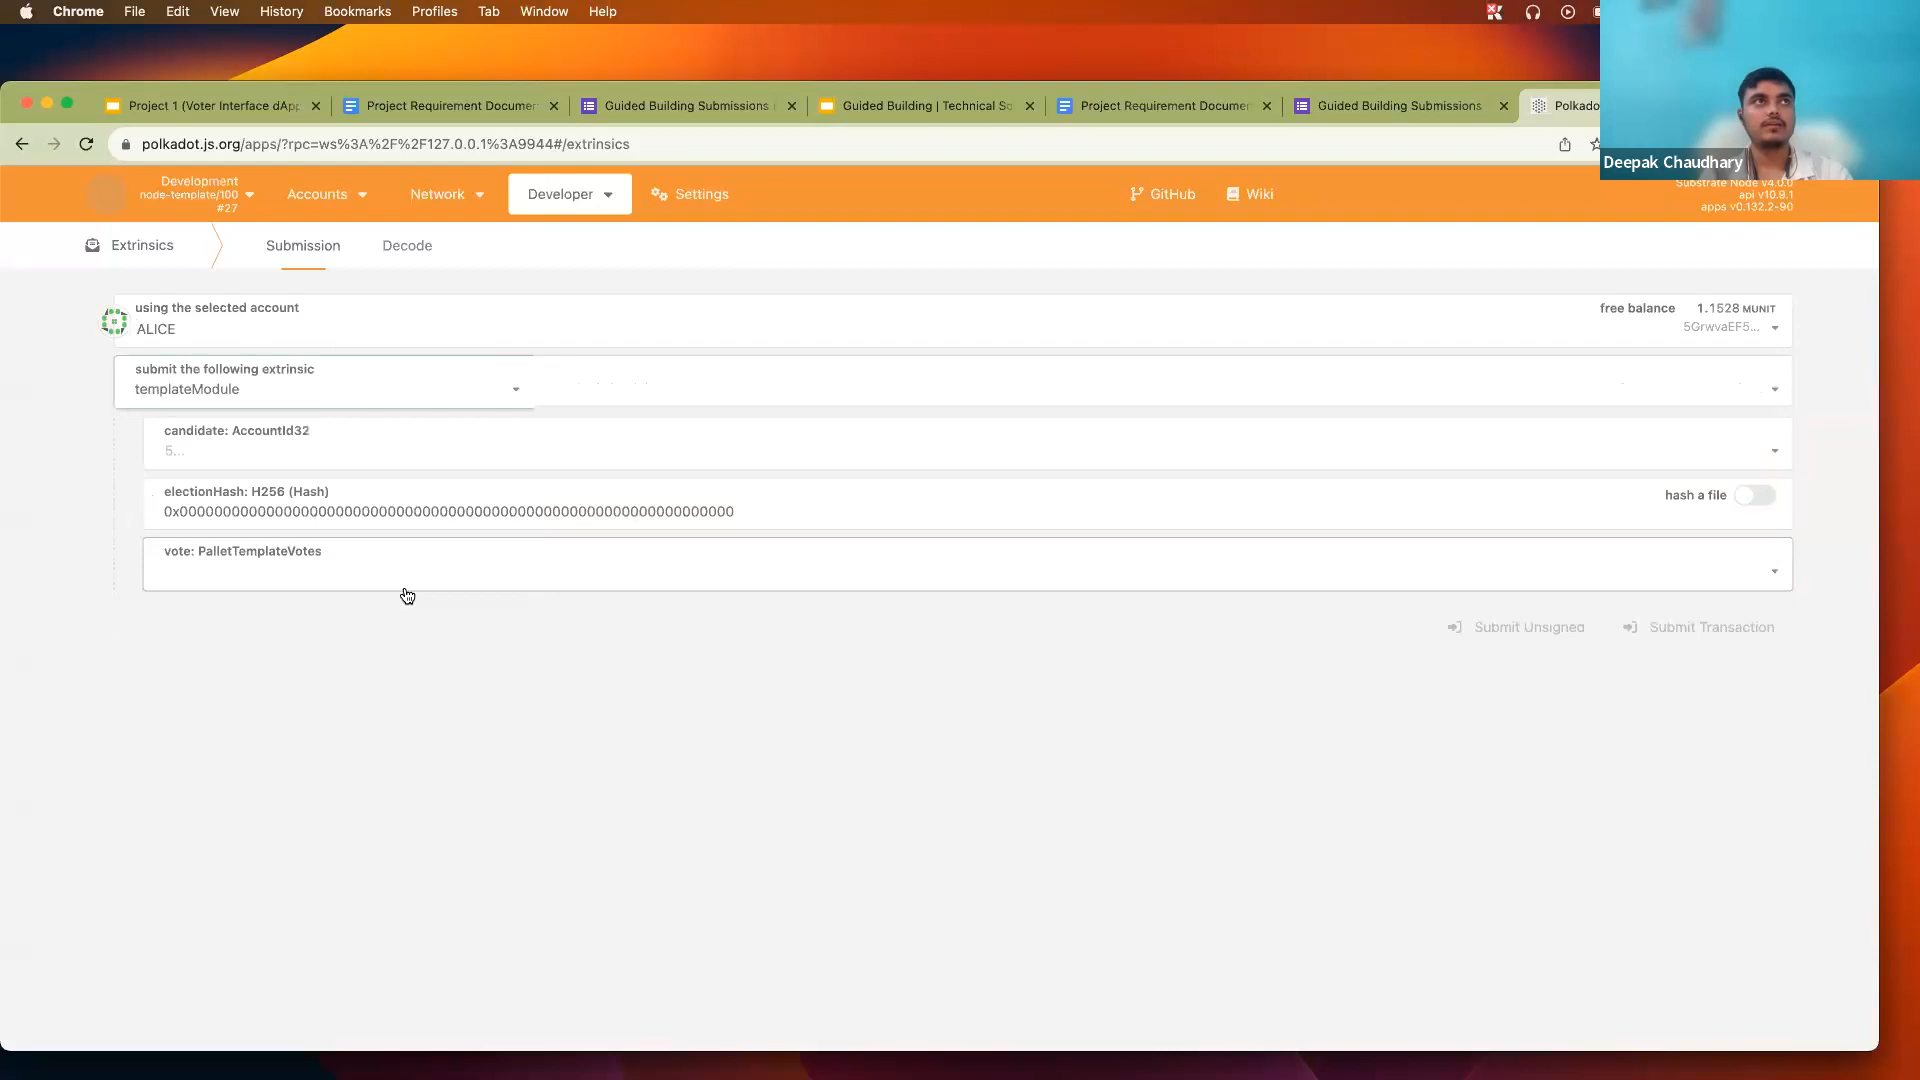 Chrome File Edit View History Bookmarks Profiles Tab Window Help
Project 1 (Voter Interface dApp Project Requirement Documen Guided Building Submissions Guided Building | Technical So Project Requirement Documen Guided Building Submissions Polkado
polkadot.js.org/apps/?rpc=ws%3A%2F%2F127.0.0.1%3A9944#/extrinsics
Deepak Chaudhary
Development
node-template/100
#27
Accounts Network Developer Settings GitHub Wiki
Substrate Node v4.0.0
api v10.9.1
apps v0.132.2-90
Extrinsics Submission Decode
using the selected account
ALICE
free balance 1.1528 MUNIT
5GrwvaEF5...
submit the following extrinsic
templateModule
candidate: AccountId32
5...
electionHash: H256 (Hash)
0x0000000000000000000000000000000000000000000000000000000000000000
hash a file
vote: PalletTemplateVotes
Submit Unsigned Submit Transaction